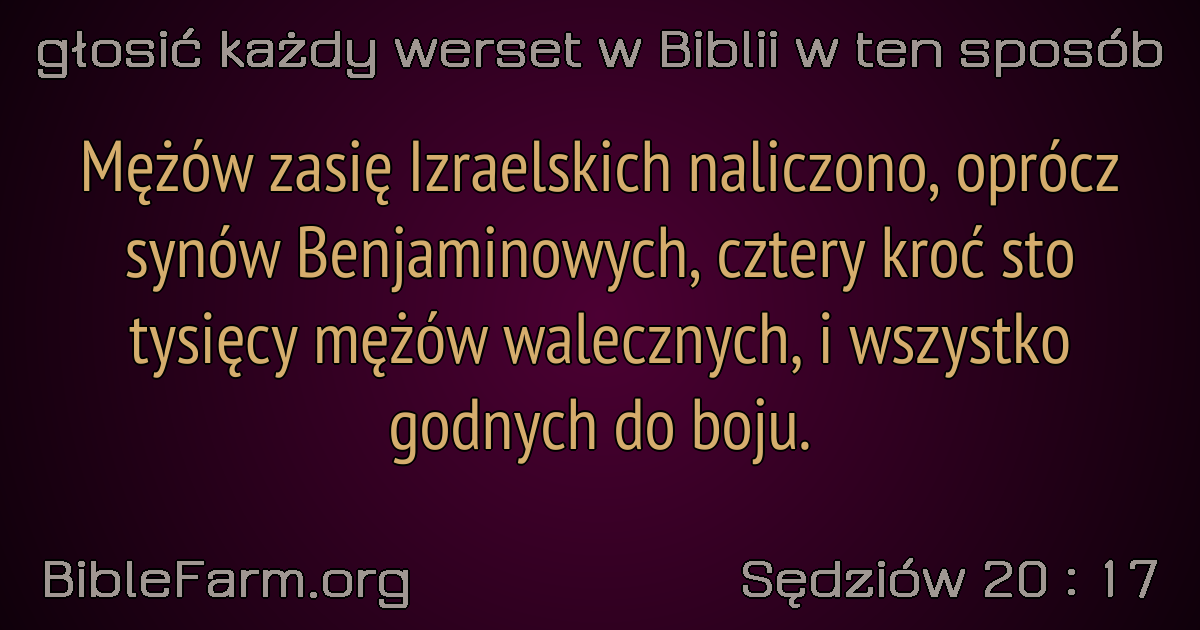 głosić każdy werset w Biblii w ten sposób
Mężów zasię Izraelskich naliczono, oprócz
synów Benjaminowych, cztery kroć sto
tysięcy mężów walecznych, i wszystko
godnych do boju.
BibleFarm.org
Sędziów 20 : 17